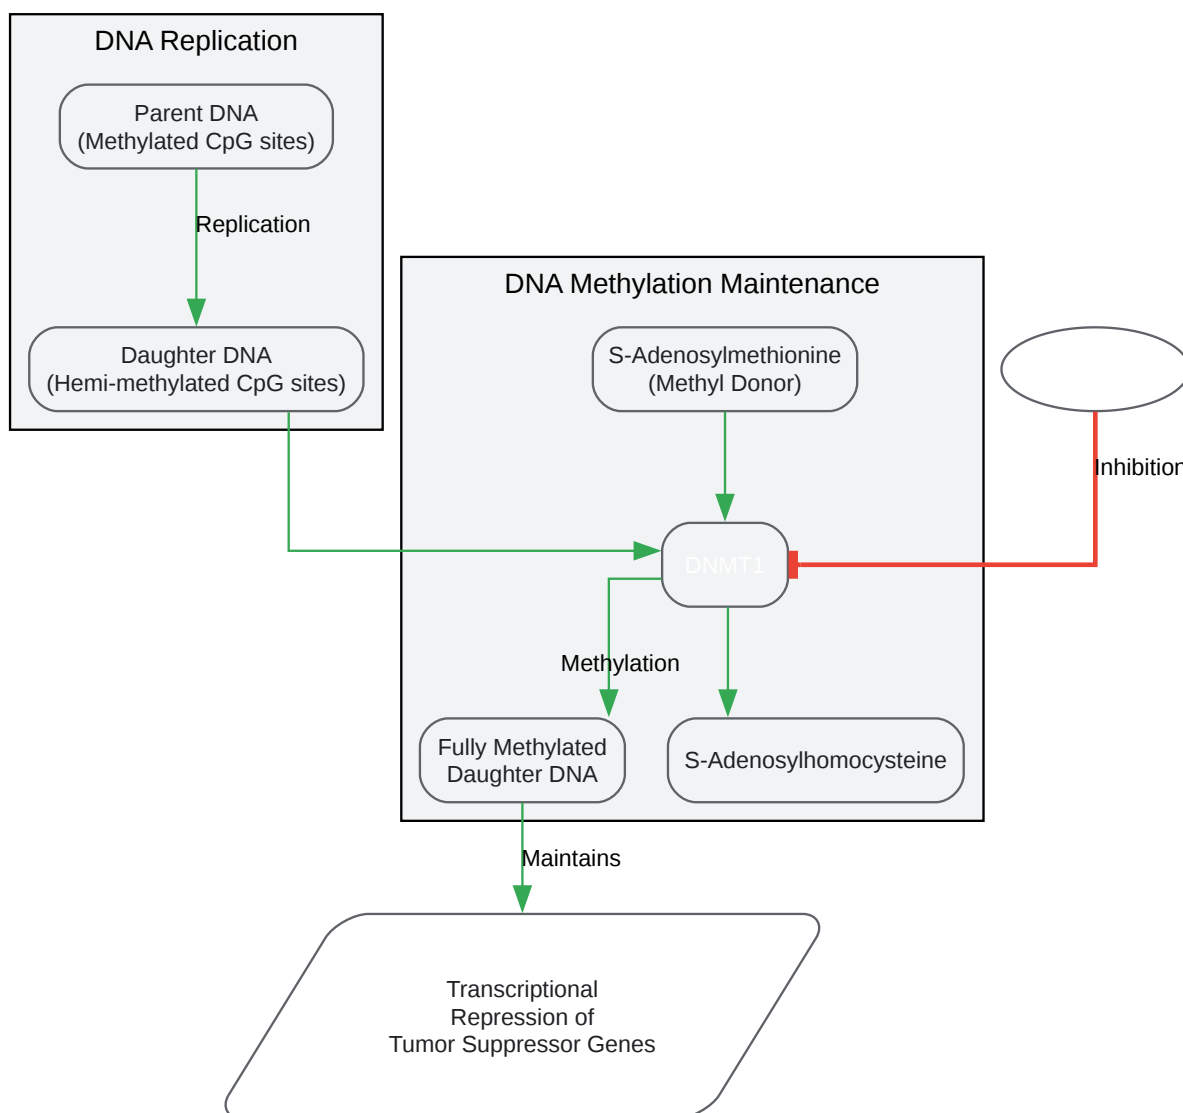 DNA Replication
Parent DNA
(Methylated CpG sites)
Replication
Daughter DNA
(Hemi-methylated CpG sites)
DNA Methylation Maintenance
S-Adenosylmethionine
(Methyl Donor)
Inhibition
DNMT1
Methylation
Fully Methylated
Daughter DNA
S-Adenosylhomocysteine
Maintains
Transcriptional
Repression of
Tumor Suppressor Genes